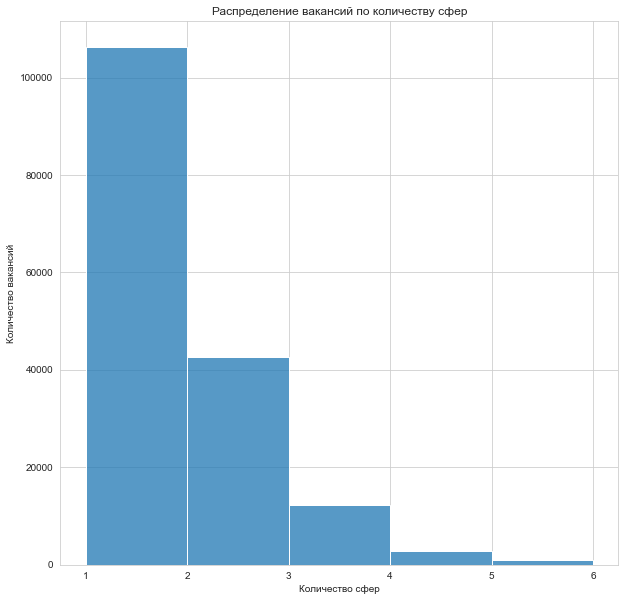 Распределение вакансий по количеству сфер
100000
80000
60000
40000
20000
0
Количество вакансий
1 2 3 4 5 6
Количество сфер